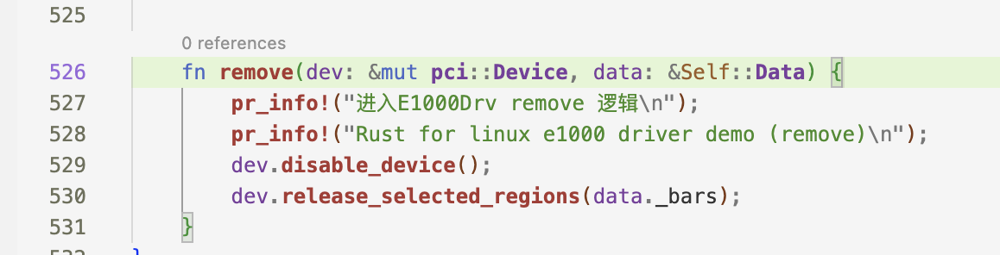 525
0 references
526 fn remove(dev: &mut pci::Device, data: &Self::Data) {
527 pr_info!("进入E1000Drv remove 逻辑\n");
528 pr_info!("Rust for linux e1000 driver demo (remove)\n");
529 dev.disable_device();
530 dev.release_selected_regions(data._bars);
531 }
532 }